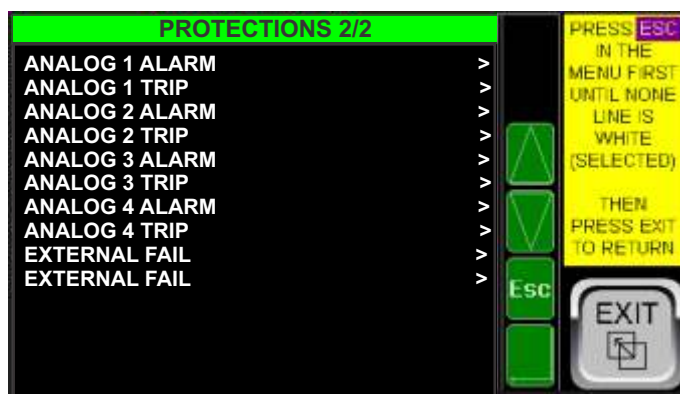 PROTECTIONS 2/2
ANALOG 1 ALARM >
ANALOG 1 TRIP >
ANALOG 2 ALARM >
ANALOG 2 TRIP >
ANALOG 3 ALARM >
ANALOG 3 TRIP >
ANALOG 4 ALARM >
ANALOG 4 TRIP >
EXTERNAL FAIL >
EXTERNAL FAIL >
Esc
PRESS ESC
IN THE
MENU FIRST
UNTIL NONE
LINE IS
WHITE
(SELECTED)
THEN
PRESS EXIT
TO RETURN
EXIT